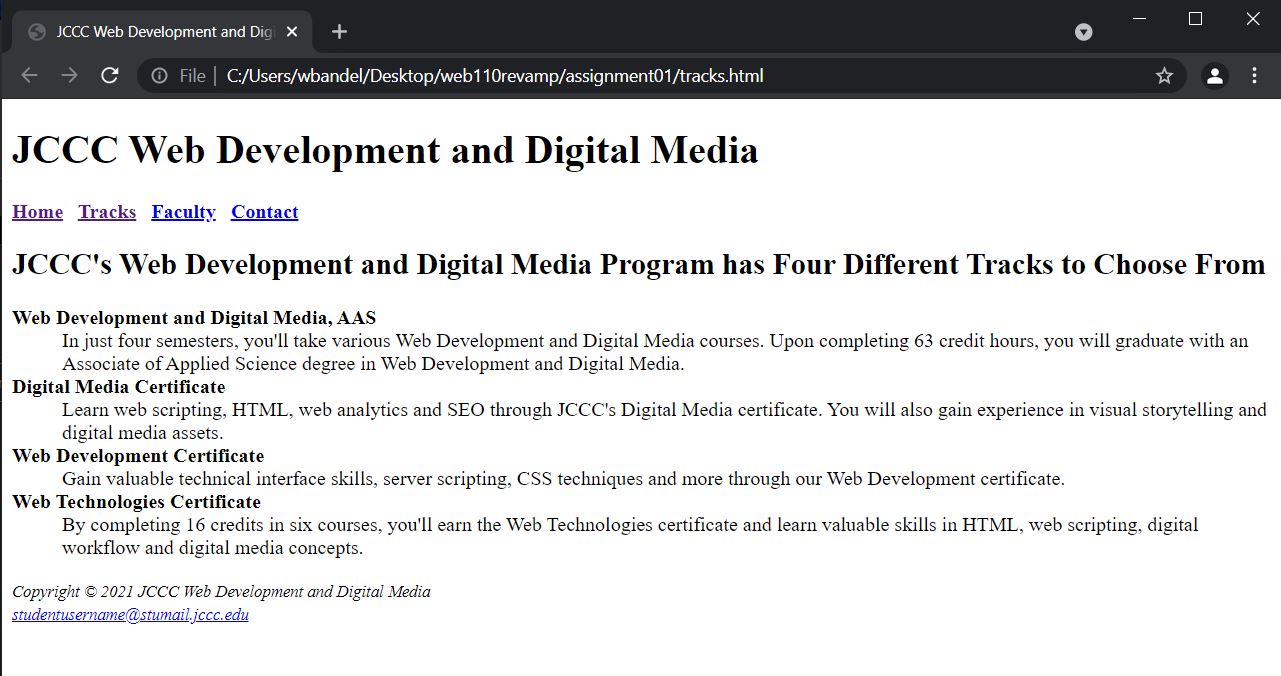 JCCC Web Development and Dig
File | C:/Users/wbandel/Desktop/web110revamp/assignment01/tracks.html
JCCC Web Development and Digital Media
Home Tracks Faculty Contact
JCCC's Web Development and Digital Media Program has Four Different Tracks to Choose From
Web Development and Digital Media, AAS
In just four semesters, you'll take various Web Development and Digital Media courses. Upon completing 63 credit hours, you will graduate with an
Associate of Applied Science degree in Web Development and Digital Media.
Digital Media Certificate
Learn web scripting, HTML, web analytics and SEO through JCCC's Digital Media certificate. You will also gain experience in visual storytelling and
digital media assets.
Web Development Certificate
Gain valuable technical interface skills, server scripting, CSS techniques and more through our Web Development certificate.
Web Technologies Certificate
By completing 16 credits in six courses, you'll earn the Web Technologies certificate and learn valuable skills in HTML, web scripting, digital
workflow and digital media concepts.
Copyright © 2021 JCCC Web Development and Digital Media
studentusername@stumail.jccc.edu